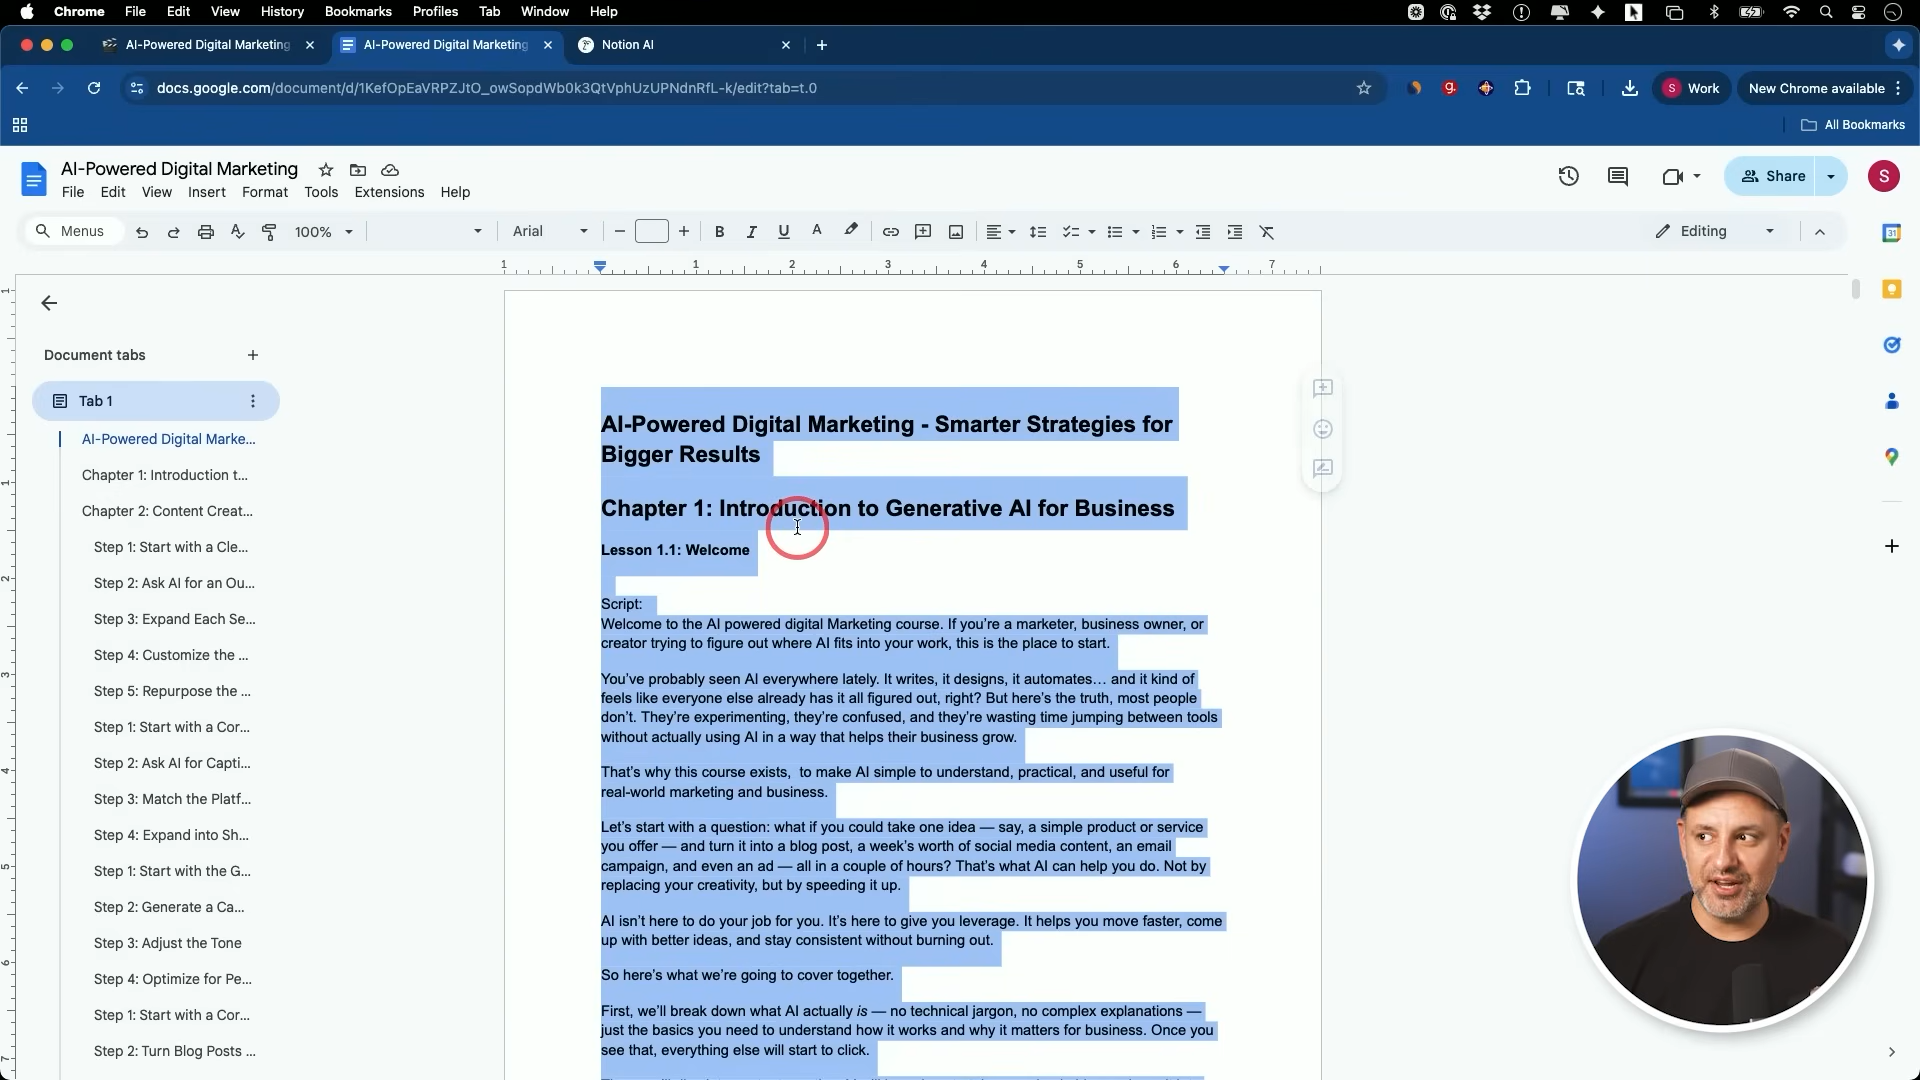 Chrome File Edit View History Bookmarks Profiles Tab Window Help
AI-Powered Digital Marketing
AI-Powered Digital Marketing
Notion AI
docs.google.com/document/d/1KefOpEaVRPZJtO_owSopdWb0k3QtVphUzUPNdnRfL-k/edit?tab=t.0
g.
S Work
New Chrome available
All Bookmarks
AI-Powered Digital Marketing
File Edit View Insert Format Tools Extensions Help
Share
S
Menus
100%
Arial
B I U A
Editing
31
1 1 2 3 4 5 6 7
1
1
2
3
4
5
6
7
Document tabs
Tab 1
AI-Powered Digital Marke...
Chapter 1: Introduction t...
Chapter 2: Content Creat...
Step 1: Start with a Cle...
Step 2: Ask AI for an Ou...
Step 3: Expand Each Se...
Step 4: Customize the ...
Step 5: Repurpose the ...
Step 1: Start with a Cor...
Step 2: Ask AI for Capti...
Step 3: Match the Platf...
Step 4: Expand into Sh...
Step 1: Start with the G...
Step 2: Generate a Ca...
Step 3: Adjust the Tone
Step 4: Optimize for Pe...
Step 1: Start with a Cor...
Step 2: Turn Blog Posts ...
AI-Powered Digital Marketing - Smarter Strategies for
Bigger Results
Chapter 1: Introduction to Generative AI for Business
Lesson 1.1: Welcome
Script:
Welcome to the AI powered digital Marketing course. If you’re a marketer, business owner, or
creator trying to figure out where AI fits into your work, this is the place to start.
You’ve probably seen AI everywhere lately. It writes, it designs, it automates… and it kind of
feels like everyone else already has it all figured out, right? But here’s the truth, most people
don’t. They’re experimenting, they’re confused, and they’re wasting time jumping between tools
without actually using AI in a way that helps their business grow.
That’s why this course exists,  to make AI simple to understand, practical, and useful for
real-world marketing and business.
Let’s start with a question: what if you could take one idea — say, a simple product or service
you offer — and turn it into a blog post, a week’s worth of social media content, an email
campaign, and even an ad — all in a couple of hours? That’s what AI can help you do. Not by
replacing your creativity, but by speeding it up.
AI isn’t here to do your job for you. It’s here to give you leverage. It helps you move faster, come
up with better ideas, and stay consistent without burning out.
So here’s what we’re going to cover together.
First, we’ll break down what AI actually is — no technical jargon, no complex explanations —
just the basics you need to understand how it works and why it matters for business. Once you
see that, everything else will start to click.